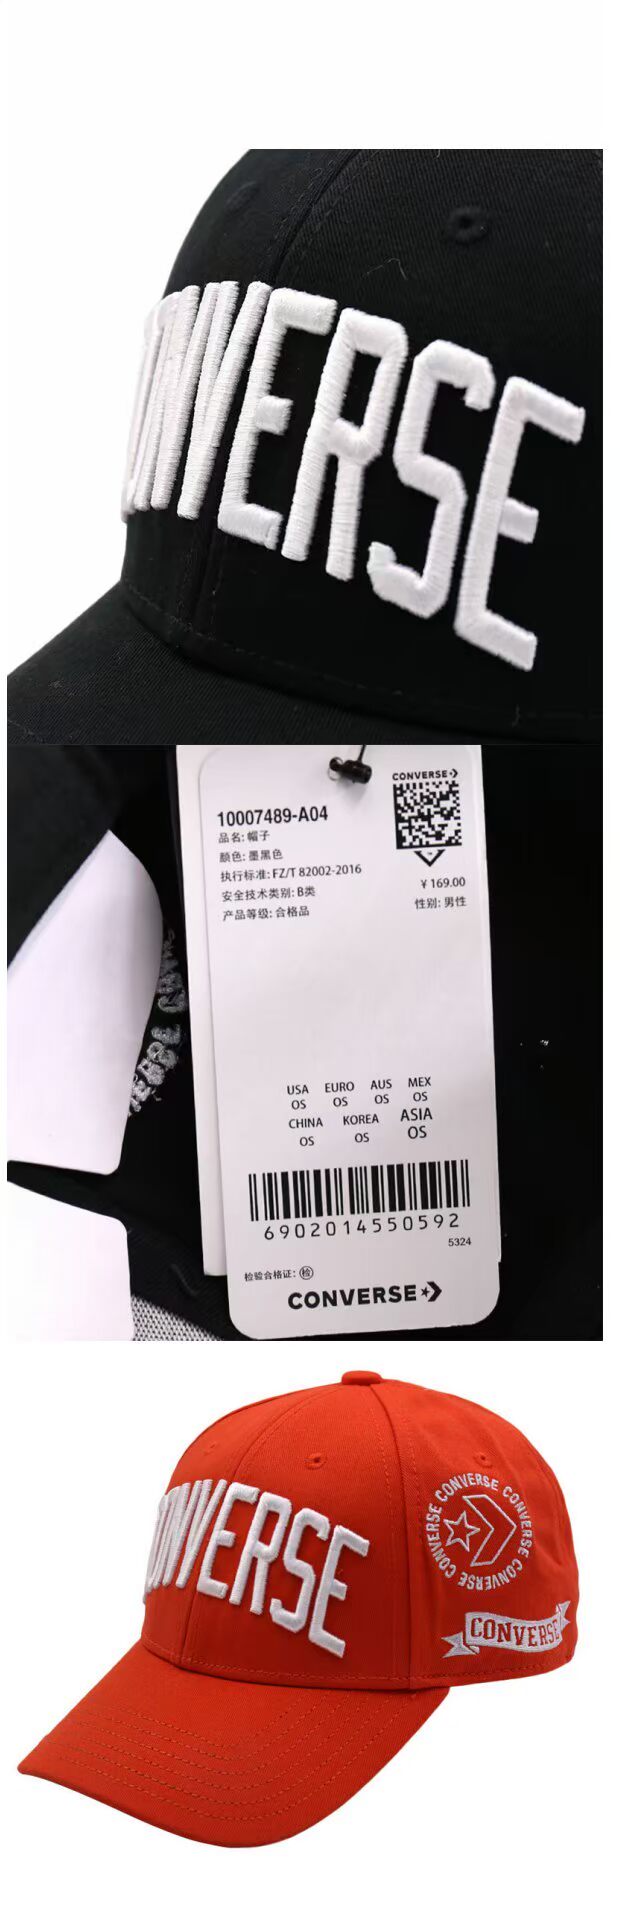 CONVERSE
CONVERSE
10007489-A04
品名: 帽子
颜色: 墨黑色
执行标准: FZ/T 82002-2016
安全技术类别: B类
产品等级: 合格品
¥ 169.00
性别: 男性
USA EURO AUS MEX
OS OS OS OS
CHINA KOREA ASIA
OS OS OS
6902014550592
5324
检验合格证: 检
CONVERSE
CONVERSE
CONVERSE CONVERSE CONVERSE CONVERSE CONVERSE
CONVERSE